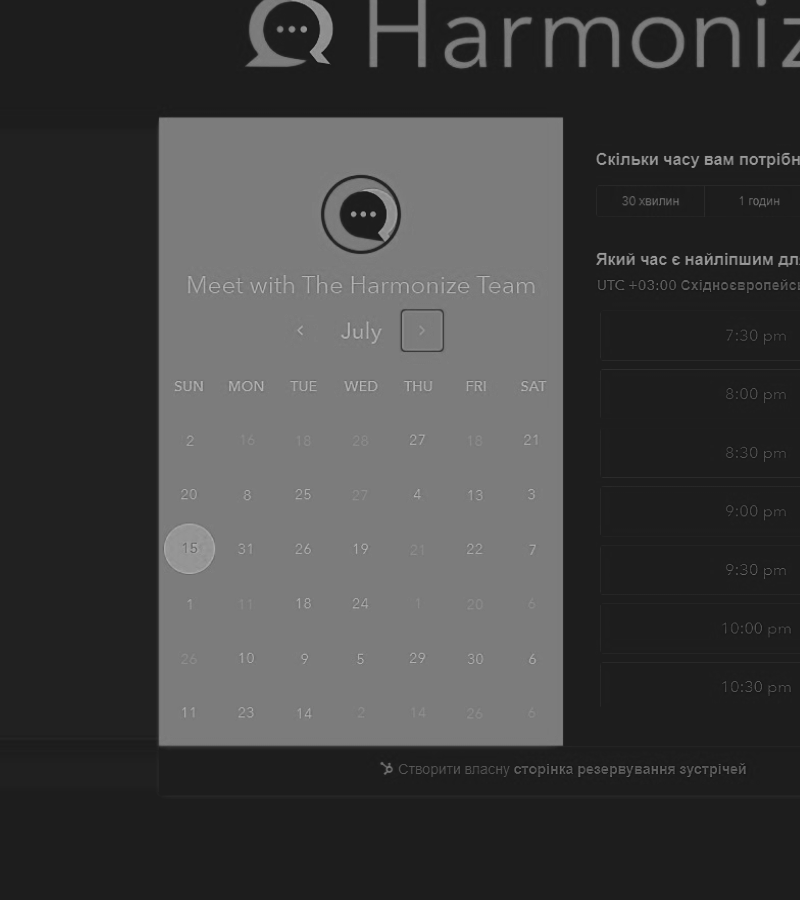 Harmoniz
Meet with The Harmonize Team
July
SUN MON TUE WED THU FRI SAT
2 16 18 28 27 18 21
20 8 25 27 4 13 3
15 31 26 19 21 22 7
1 11 18 24 1 20 6
26 10 9 5 29 30 6
11 23 14 2 14 26 6
Скільки часу вам потрібн
30 хвилин 1 годин
Який час є найліпшим дл
UTC +03:00 Східноєвропейсь
7:30 pm
8:00 pm
8:30 pm
9:00 pm
9:30 pm
10:00 pm
10:30 pm
Створити власну сторінка резервування зустрічей